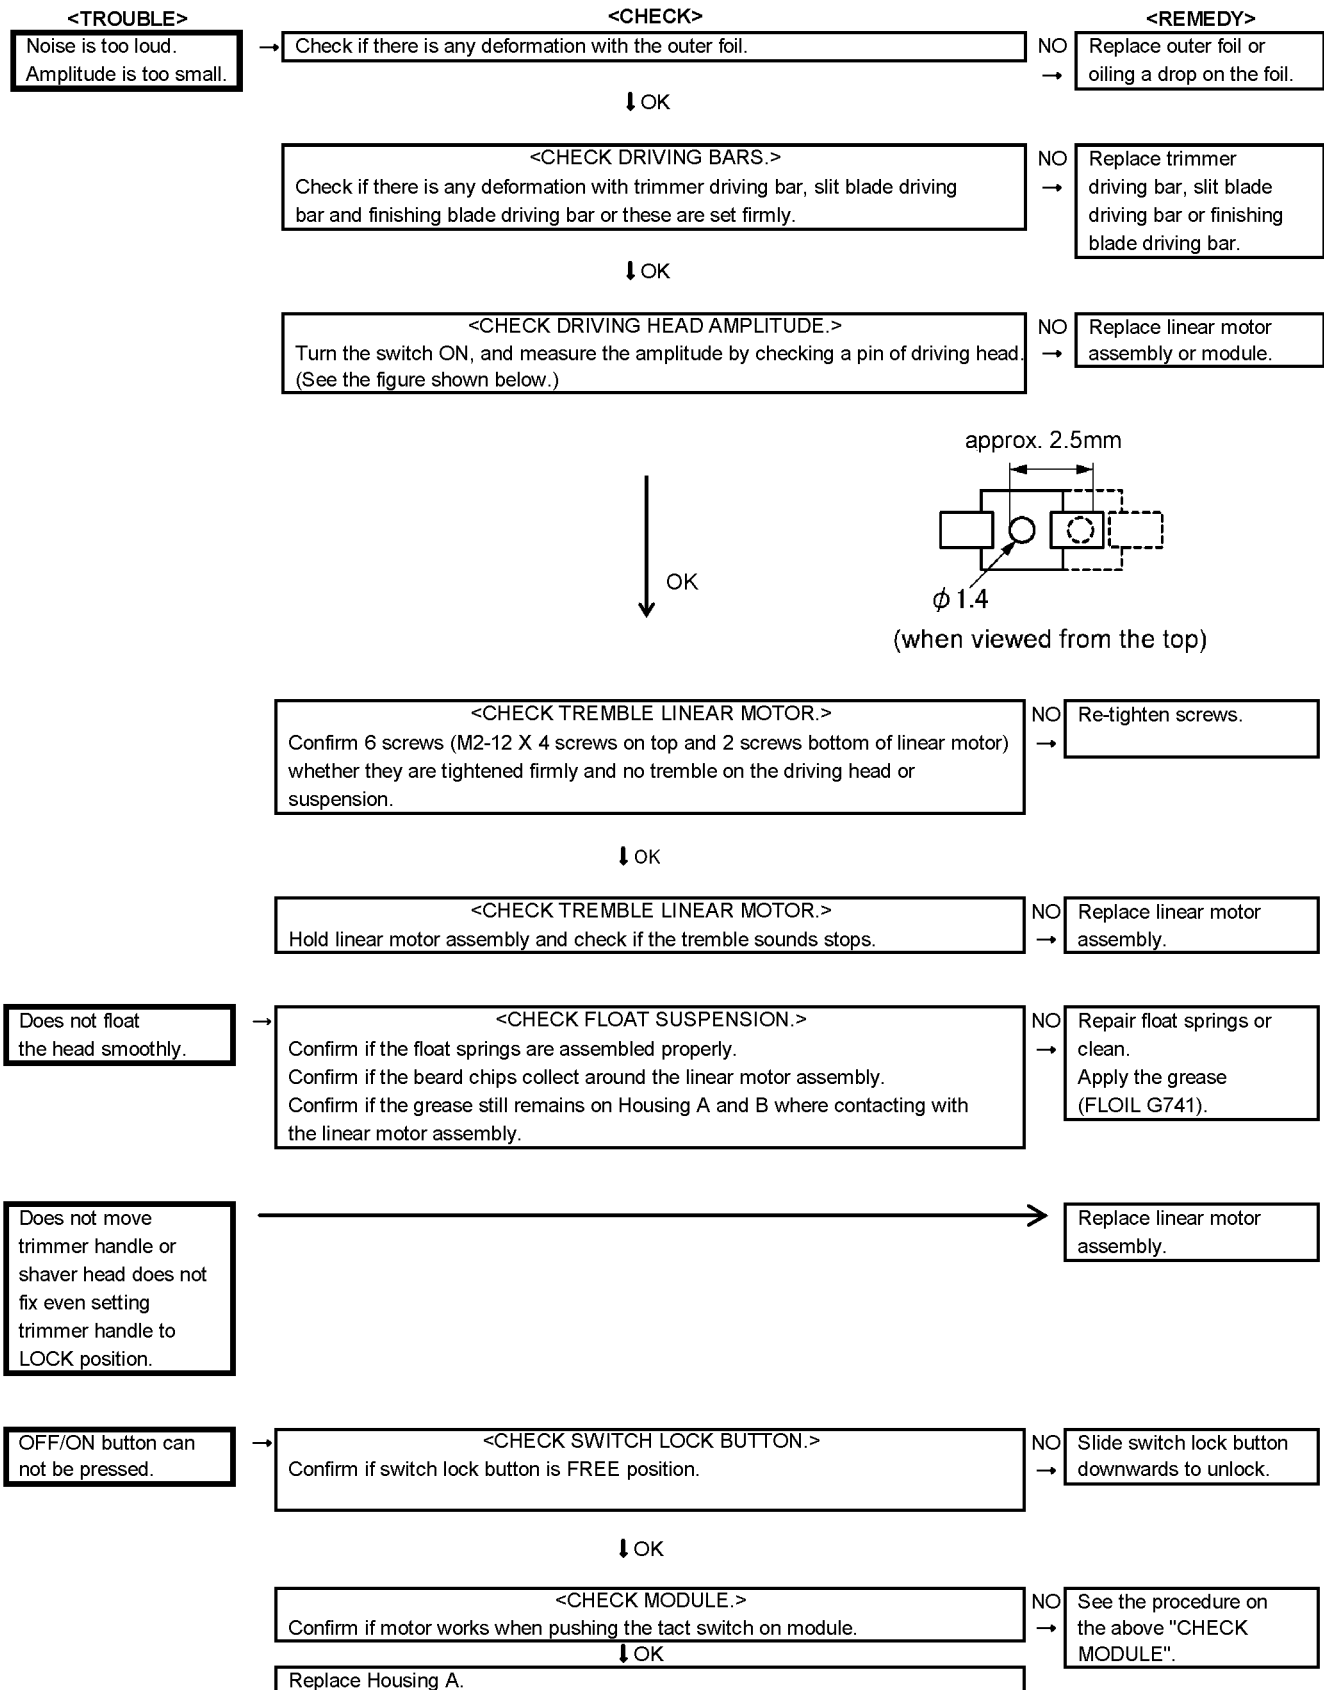 <TROUBLE>
<CHECK>
<REMEDY>
Noise is too loud.
Amplitude is too small.
→
Check if there is any deformation with the outer foil.
NO
→
Replace outer foil or
oiling a drop on the foil.
⬇ OK
<CHECK DRIVING BARS.>
Check if there is any deformation with trimmer driving bar, slit blade driving
bar and finishing blade driving bar or these are set firmly.
NO
→
Replace trimmer
driving bar, slit blade
driving bar or finishing
blade driving bar.
⬇ OK
<CHECK DRIVING HEAD AMPLITUDE.>
Turn the switch ON, and measure the amplitude by checking a pin of driving head.
(See the figure shown below.)
NO
→
Replace linear motor
assembly or module.
approx. 2.5mm
φ 1.4
(when viewed from the top)
OK
<CHECK TREMBLE LINEAR MOTOR.>
Confirm 6 screws (M2-12 X 4 screws on top and 2 screws bottom of linear motor)
whether they are tightened firmly and no tremble on the driving head or
suspension.
NO
→
Re-tighten screws.
⬇ OK
<CHECK TREMBLE LINEAR MOTOR.>
Hold linear motor assembly and check if the tremble sounds stops.
NO
→
Replace linear motor
assembly.
Does not float
the head smoothly.
→
<CHECK FLOAT SUSPENSION.>
Confirm if the float springs are assembled properly.
Confirm if the beard chips collect around the linear motor assembly.
Confirm if the grease still remains on Housing A and B where contacting with
the linear motor assembly.
NO
→
Repair float springs or
clean.
Apply the grease
(FLOIL G741).
Does not move
trimmer handle or
shaver head does not
fix even setting
trimmer handle to
LOCK position.
Replace linear motor
assembly.
OFF/ON button can
not be pressed.
→
<CHECK SWITCH LOCK BUTTON.>
Confirm if switch lock button is FREE position.
NO
→
Slide switch lock button
downwards to unlock.
⬇ OK
<CHECK MODULE.>
Confirm if motor works when pushing the tact switch on module.
NO
→
See the procedure on
the above "CHECK
MODULE".
⬇ OK
Replace Housing A.